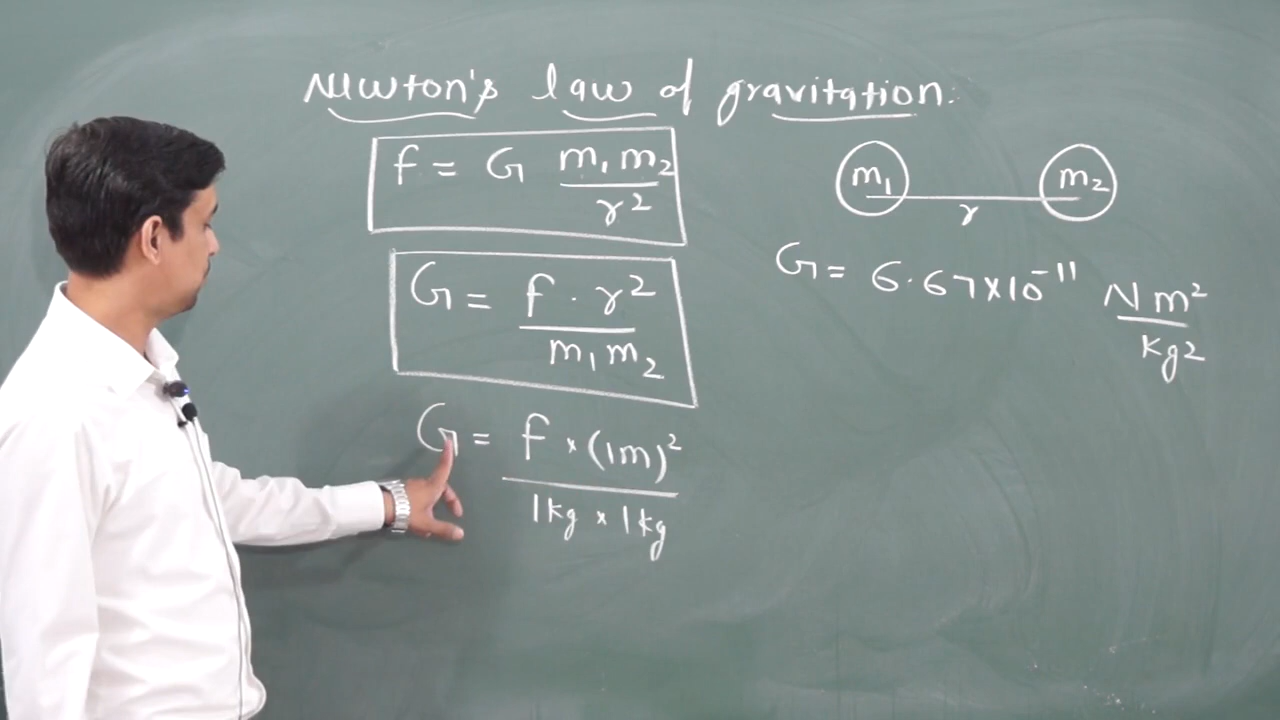 Newton's law of gravitation.
f = G m₁m₂ / r²
m₁ m₂
r
G = f · r² / m₁m₂
G = 6.67×10⁻¹¹ Nm² / kg²
G = f × (1m)² / 1kg × 1kg